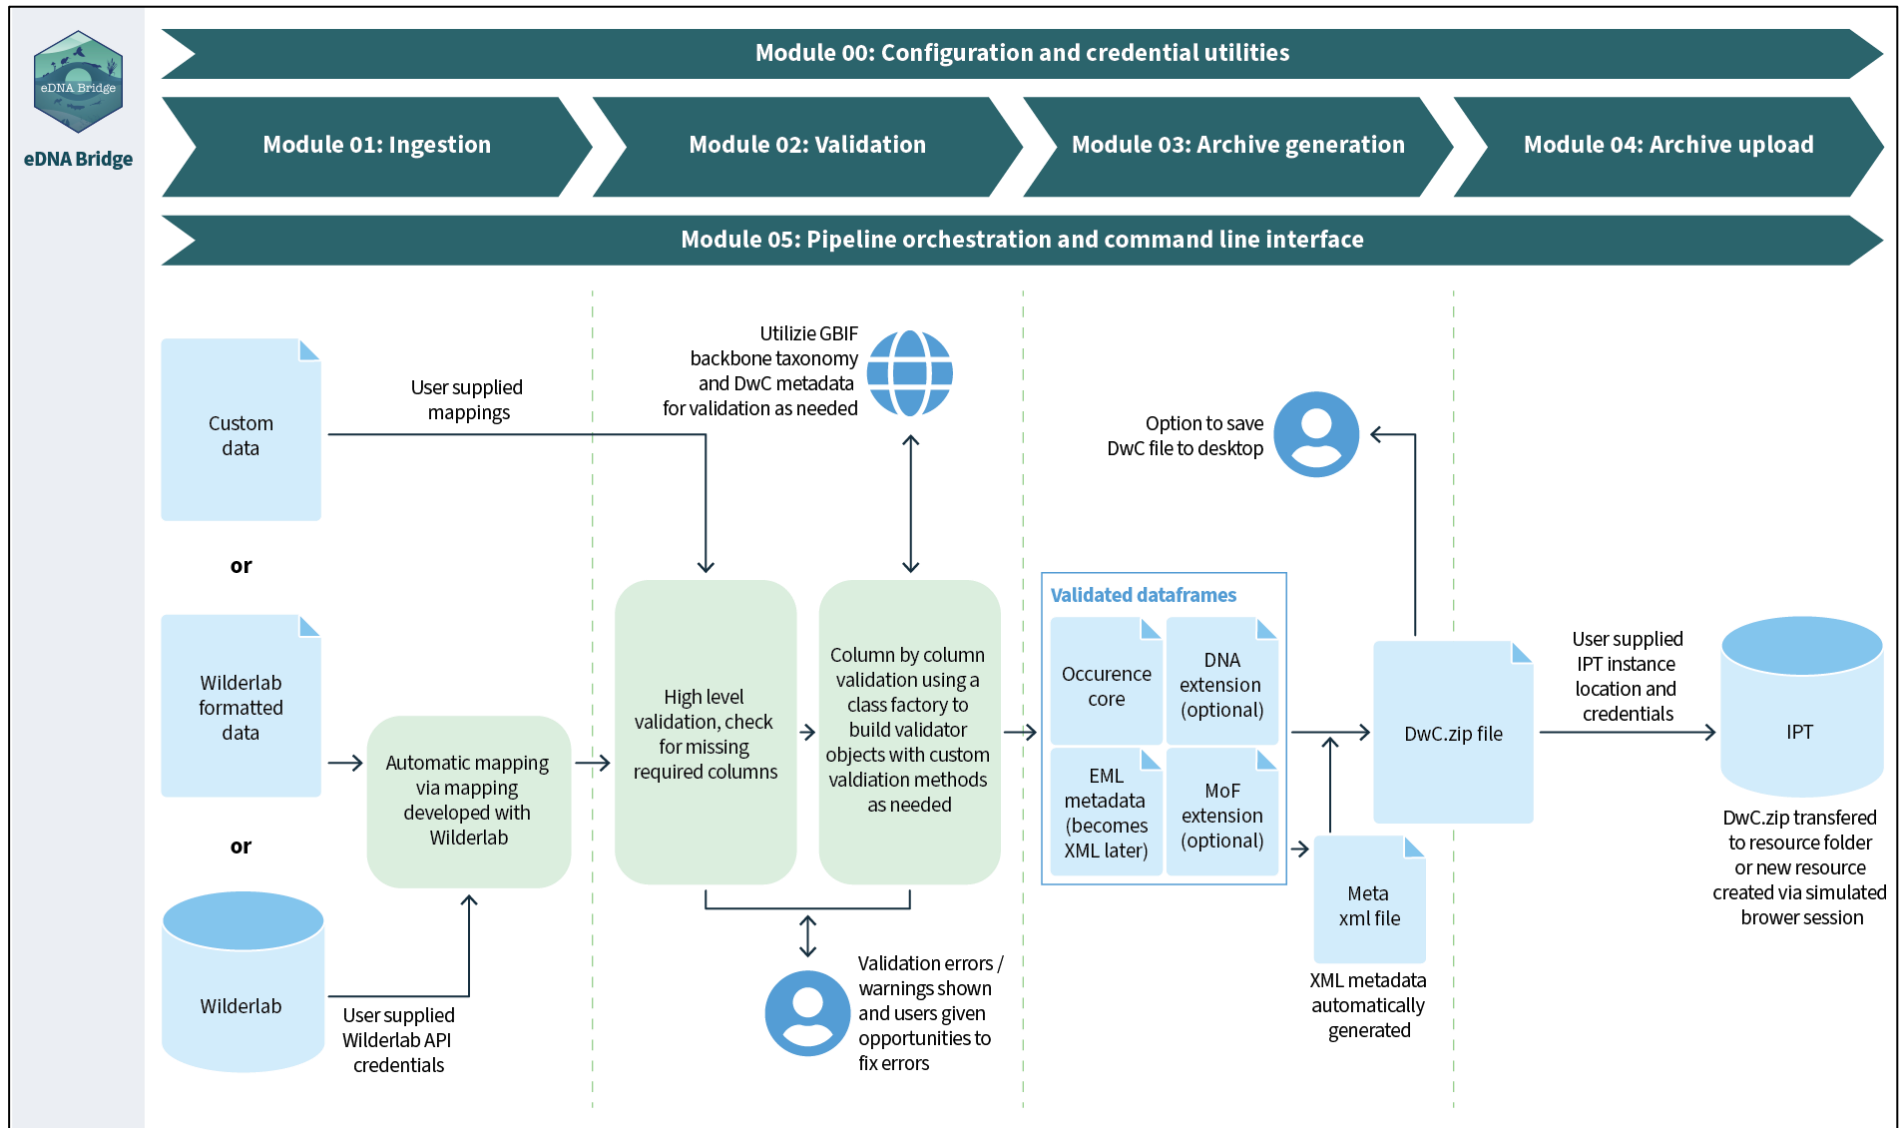 eDNA Bridge
eDNA Bridge
Module 00: Configuration and credential utilities
Module 01: Ingestion
Module 02: Validation
Module 03: Archive generation
Module 04: Archive upload
Module 05: Pipeline orchestration and command line interface
Custom
data
User supplied
mappings
or
Wilderlab
formatted
data
or
Wilderlab
User supplied
Wilderlab API
credentials
Automatic mapping
via mapping
developed with
Wilderlab
Utilizie GBIF
backbone taxonomy
and DwC metadata
for validation as needed
High level
validation, check
for missing
required columns
Column by column
validation using a
class factory to
build validator
objects with custom
valdiation methods
as needed
Validation errors /
warnings shown
and users given
opportunities to
fix errors
Option to save
DwC file to desktop
Validated dataframes
Occurence
core
DNA
extension
(optional)
EML
metadata
(becomes
XML later)
MoF
extension
(optional)
Meta
xml file
XML metadata
automatically
generated
DwC.zip file
User supplied
IPT instance
location and
credentials
IPT
DwC.zip transfered
to resource folder
or new resource
created via simulated
brower session